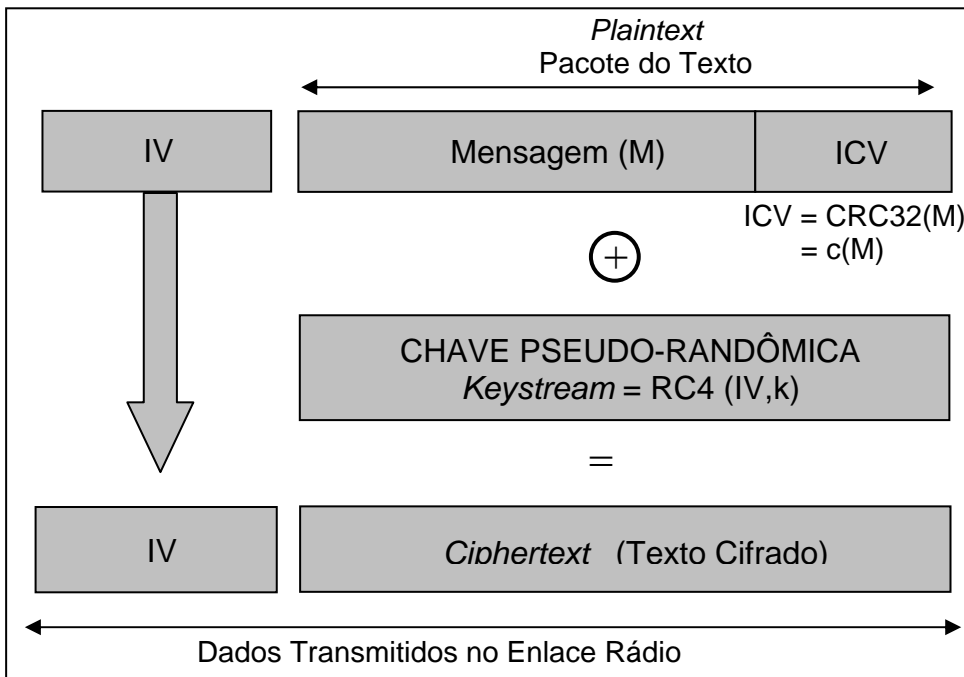 Plaintext
Pacote do Texto
IV
Mensagem (M)
ICV
ICV = CRC32(M)
= c(M)
+
CHAVE PSEUDO-RANDÔMICA
Keystream = RC4 (IV,k)
=
IV
Ciphertext (Texto Cifrado)
Dados Transmitidos no Enlace Rádio